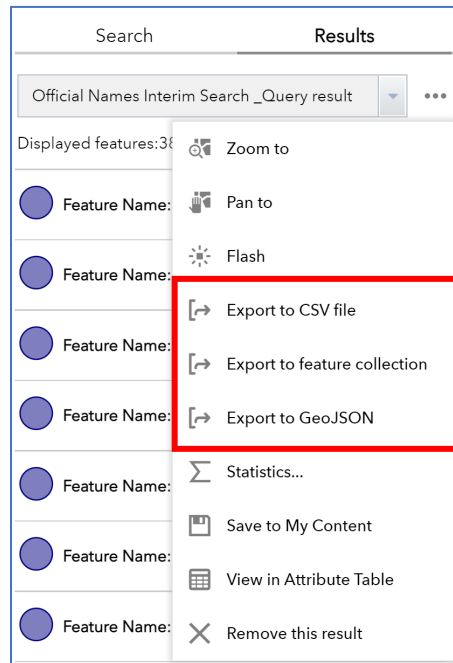 Search Results
Official Names Interim Search _Query result
Displayed features:38
Zoom to
Feature Name:
Pan to
Flash
Feature Name:
Export to CSV file
Feature Name:
Export to feature collection
Feature Name:
Export to GeoJSON
Feature Name:
Statistics...
Save to My Content
Feature Name:
View in Attribute Table
Feature Name:
Remove this result